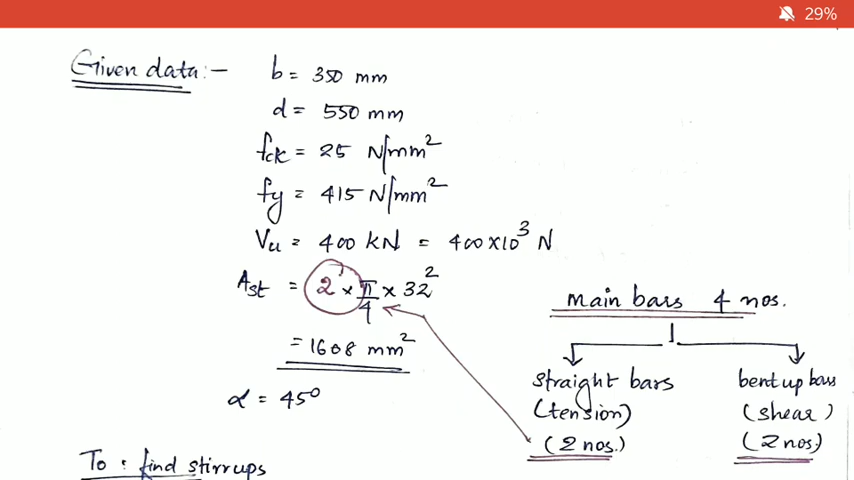 29%
Given data:-
b = 350 mm
d = 550 mm
fck = 25 N/mm²
fy = 415 N/mm²
Vu = 400 kN = 400×10³ N
Ast = 2 × π/4 × 32²
= 1608 mm²
α = 45°
main bars 4 nos.
straight bars
(tension)
(2 nos.)
bent up bars
(shear)
(2 nos.)
To : find stirrups